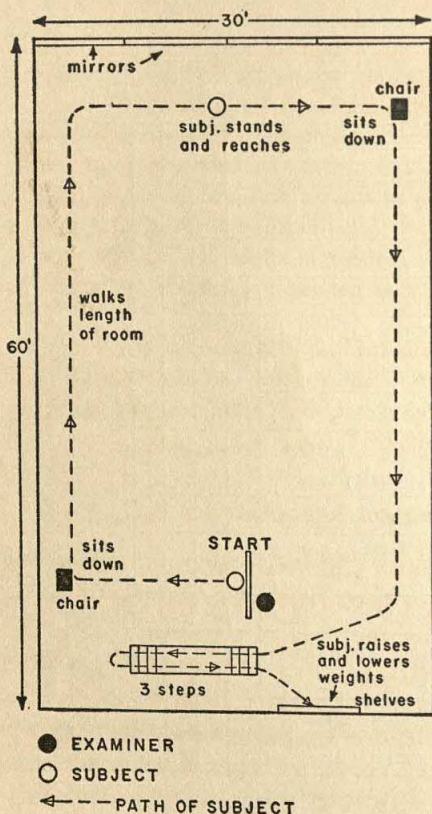 30'
mirrors
chair
subj. stands
and reaches
sits
down
walks
length
of room
60'
sits
down
START
chair
subj. raises
and lowers
weights
3 steps
shelves
EXAMINER
SUBJECT
PATH OF SUBJECT